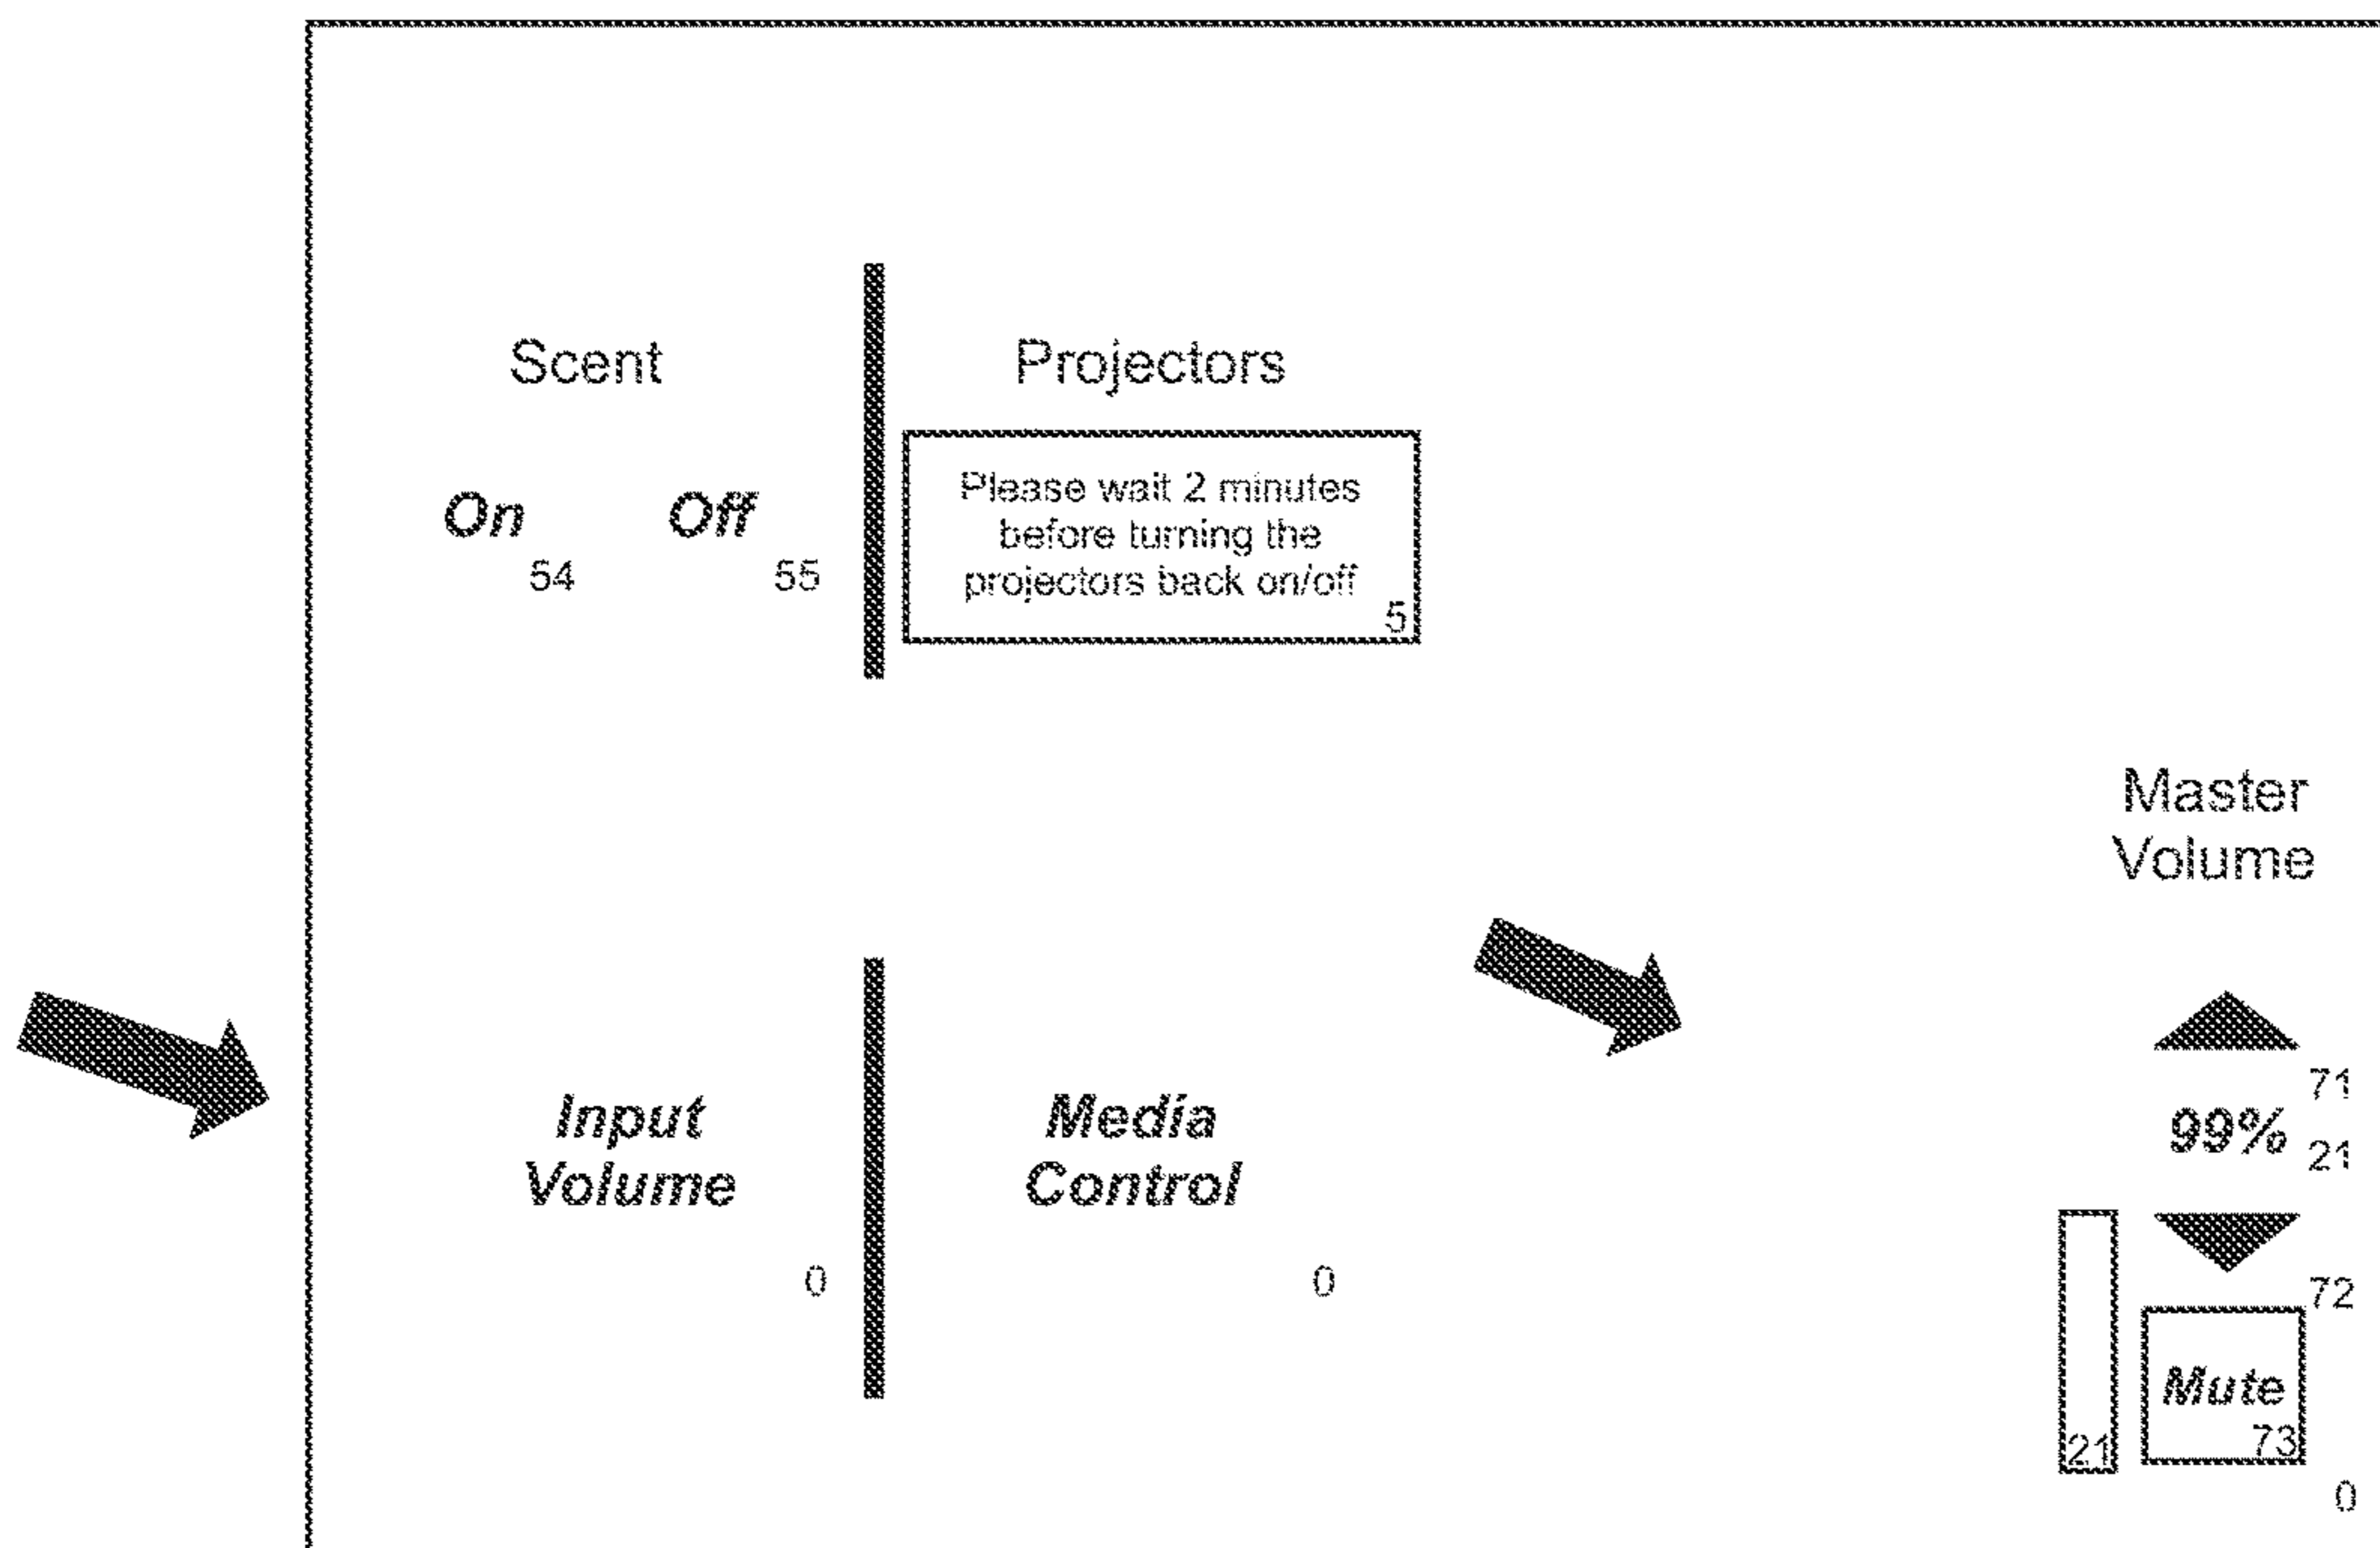 Scent
On
54
Off
55
Projectors
Please wait 2 minutes
before turning the
projectors back on/off
5
Input
Volume
0
Media
Control
0
Master
Volume
71
99%
21
72
21
Mute
73
0